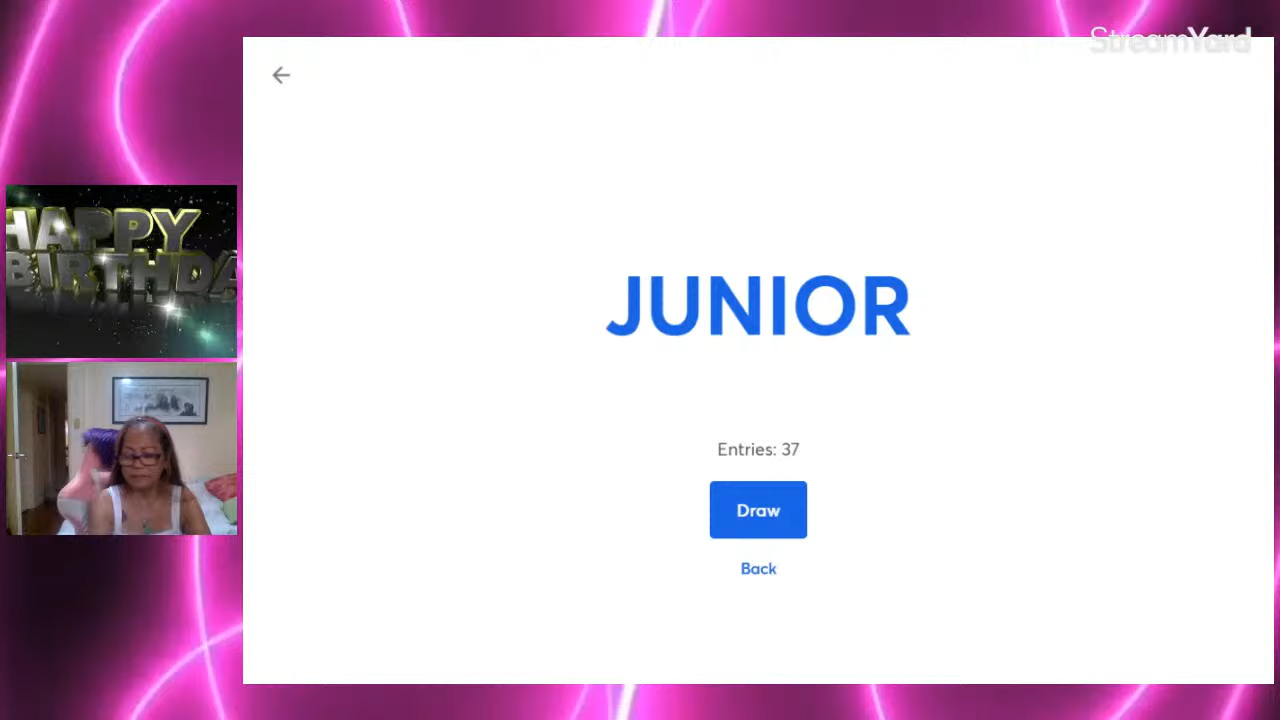 StreamYard
HAPPY
BIRTHDA
JUNIOR
Entries: 37
Draw
Back